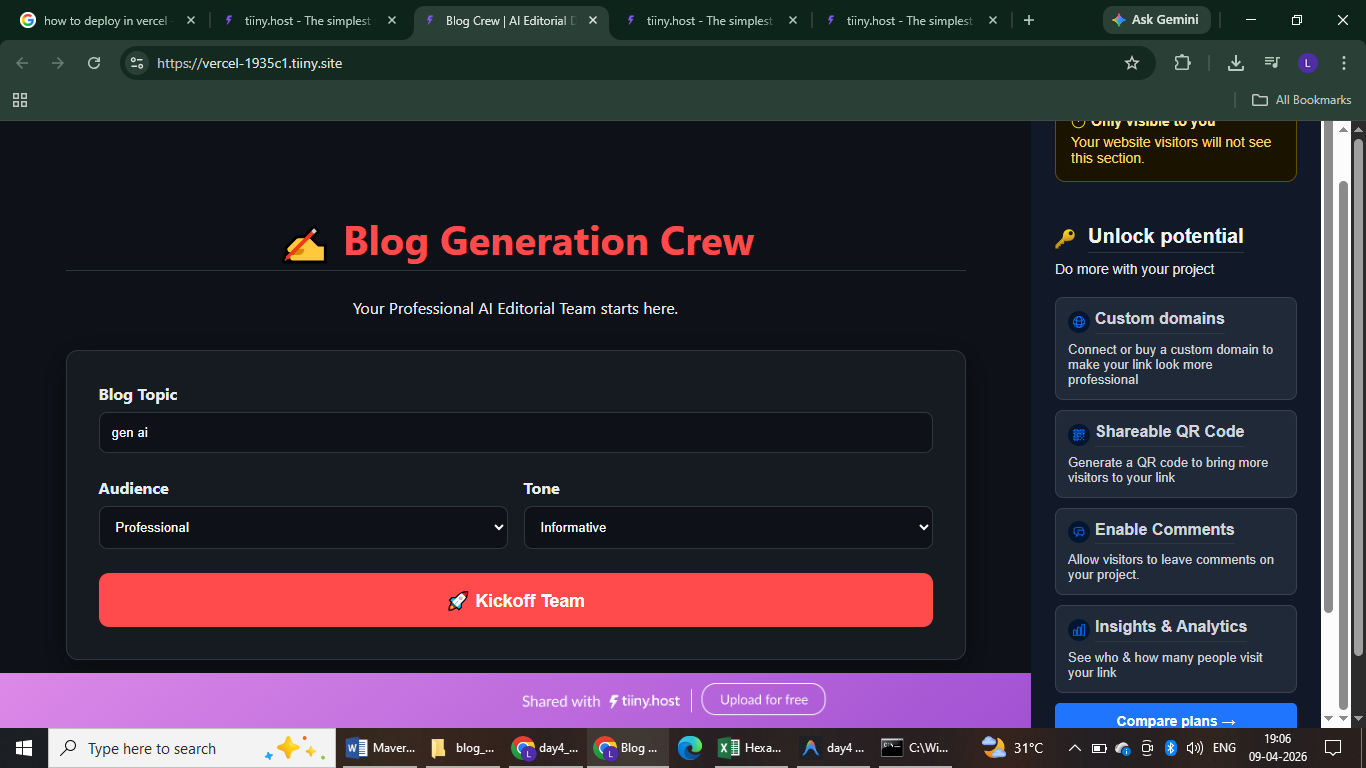 how to deploy in vercel
tiiny.host - The simplest
Blog Crew | AI Editorial D
tiiny.host - The simplest
tiiny.host - The simplest
Ask Gemini
https://vercel-1935c1.tiiny.site
L
All Bookmarks
Blog Generation Crew
Your Professional AI Editorial Team starts here.
Blog Topic
gen ai
Audience
Tone
Professional
Informative
Kickoff Team
Shared with tiiny.host
Upload for free
Only visible to you
Your website visitors will not see
this section.
Unlock potential
Do more with your project
Custom domains
Connect or buy a custom domain to
make your link look more
professional
Shareable QR Code
Generate a QR code to bring more
visitors to your link
Enable Comments
Allow visitors to leave comments on
your project.
Insights & Analytics
See who & how many people visit
your link
Compare plans →
Type here to search
Maver...
blog_...
day4_...
Blog ...
Hexa...
day4 ...
C:\Wi...
31°C
ENG
19:06
09-04-2026